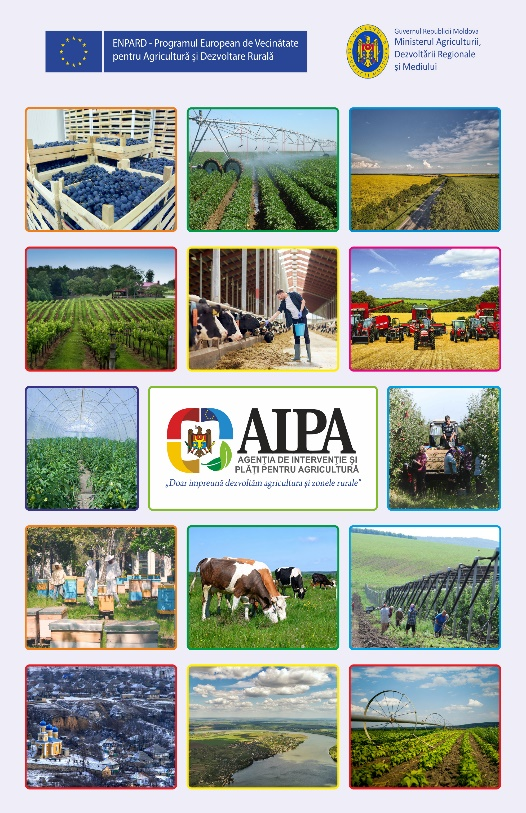 ENPARD - Programul European de Vecinătate
pentru Agricultură și Dezvoltare Rurală
Guvernul Republicii Moldova
Ministerul Agriculturii,
Dezvoltării Regionale
și Mediului
AIPA
AGENȚIA DE INTERVENȚIE ȘI
PLĂȚI PENTRU AGRICULTURĂ
„Doar împreună dezvoltăm agricultura și zonele rurale”